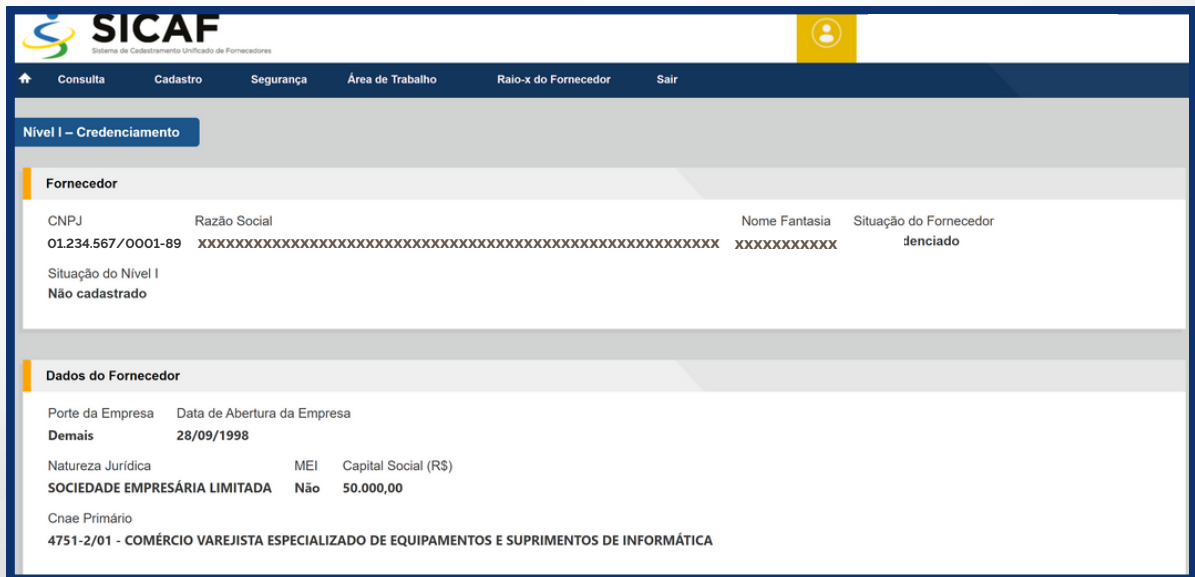 SICAF
Sistema de Cadastramento Unificado de Fornecedores
Consulta Cadastro Segurança Área de Trabalho Raio-x do Fornecedor Sair
Nível I – Credenciamento
Fornecedor
CNPJ Razão Social Nome Fantasia Situação do Fornecedor
01.234.567/0001-89 XXXXXXXXXXXXXXXXXXXXXXXXXXXXXXXXXXXXXXXXXXXXXXXXXXXXXXXX XXXXXXXXXXX denciado
Situação do Nível I
Não cadastrado
Dados do Fornecedor
Porte da Empresa Data de Abertura da Empresa
Demais 28/09/1998
Natureza Jurídica MEI Capital Social (R$)
SOCIEDADE EMPRESÁRIA LIMITADA Não 50.000,00
Cnae Primário
4751-2/01 - COMÉRCIO VAREJISTA ESPECIALIZADO DE EQUIPAMENTOS E SUPRIMENTOS DE INFORMÁTICA